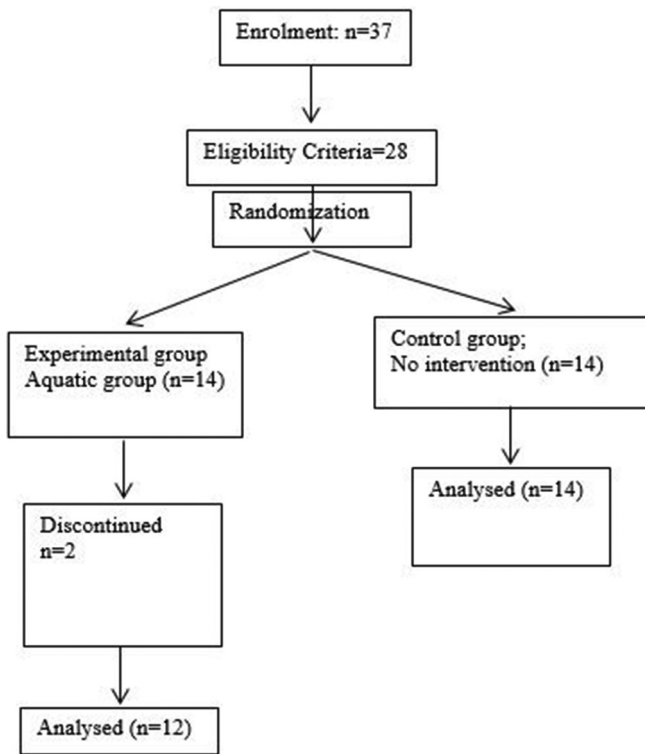 Enrolment: n=37
Eligibility Criteria=28
Randomization
Experimental group
Aquatic group (n=14)
Control group;
No intervention (n=14)
Discontinued
n=2
Analysed (n=14)
Analysed (n=12)